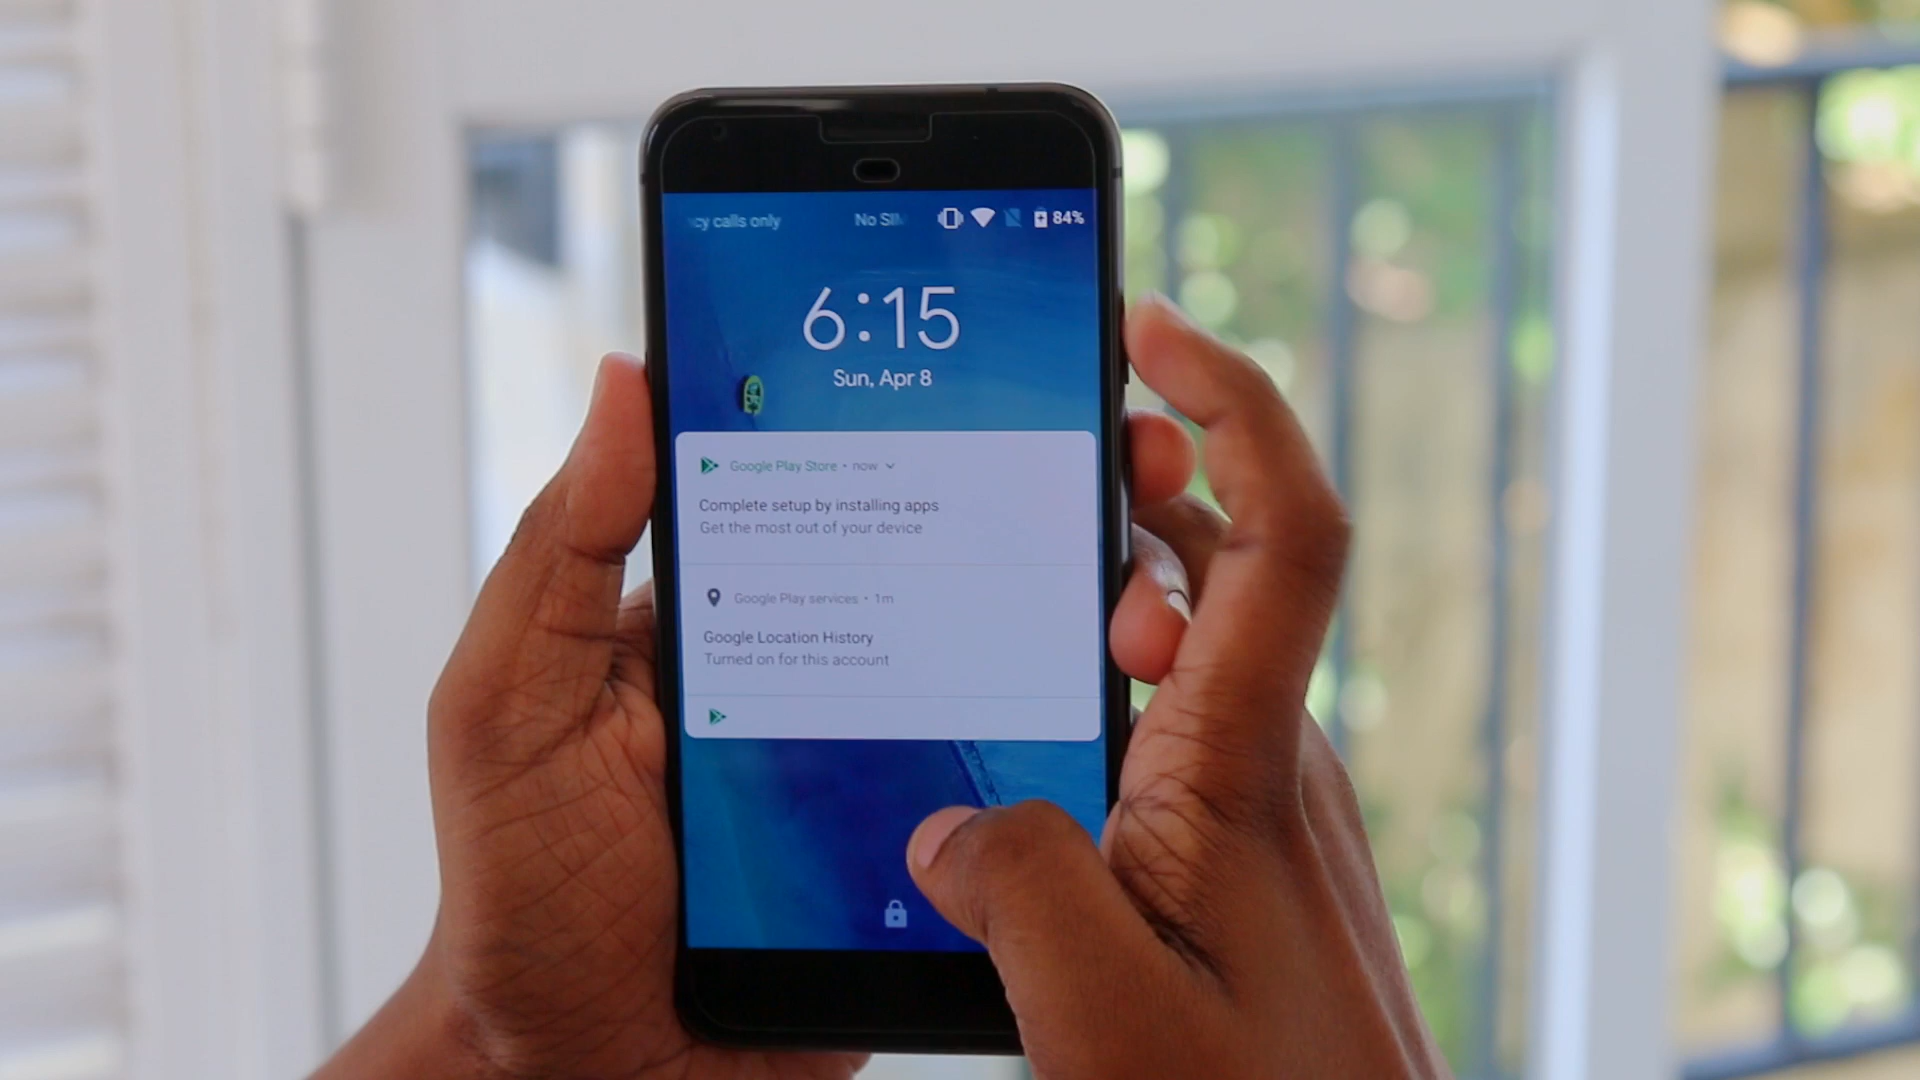 cy calls only No SI 84%
6:15
Sun, Apr 8
Google Play Store • now
Complete setup by installing apps
Get the most out of your device
Google Play services • 1m
Google Location History
Turned on for this account